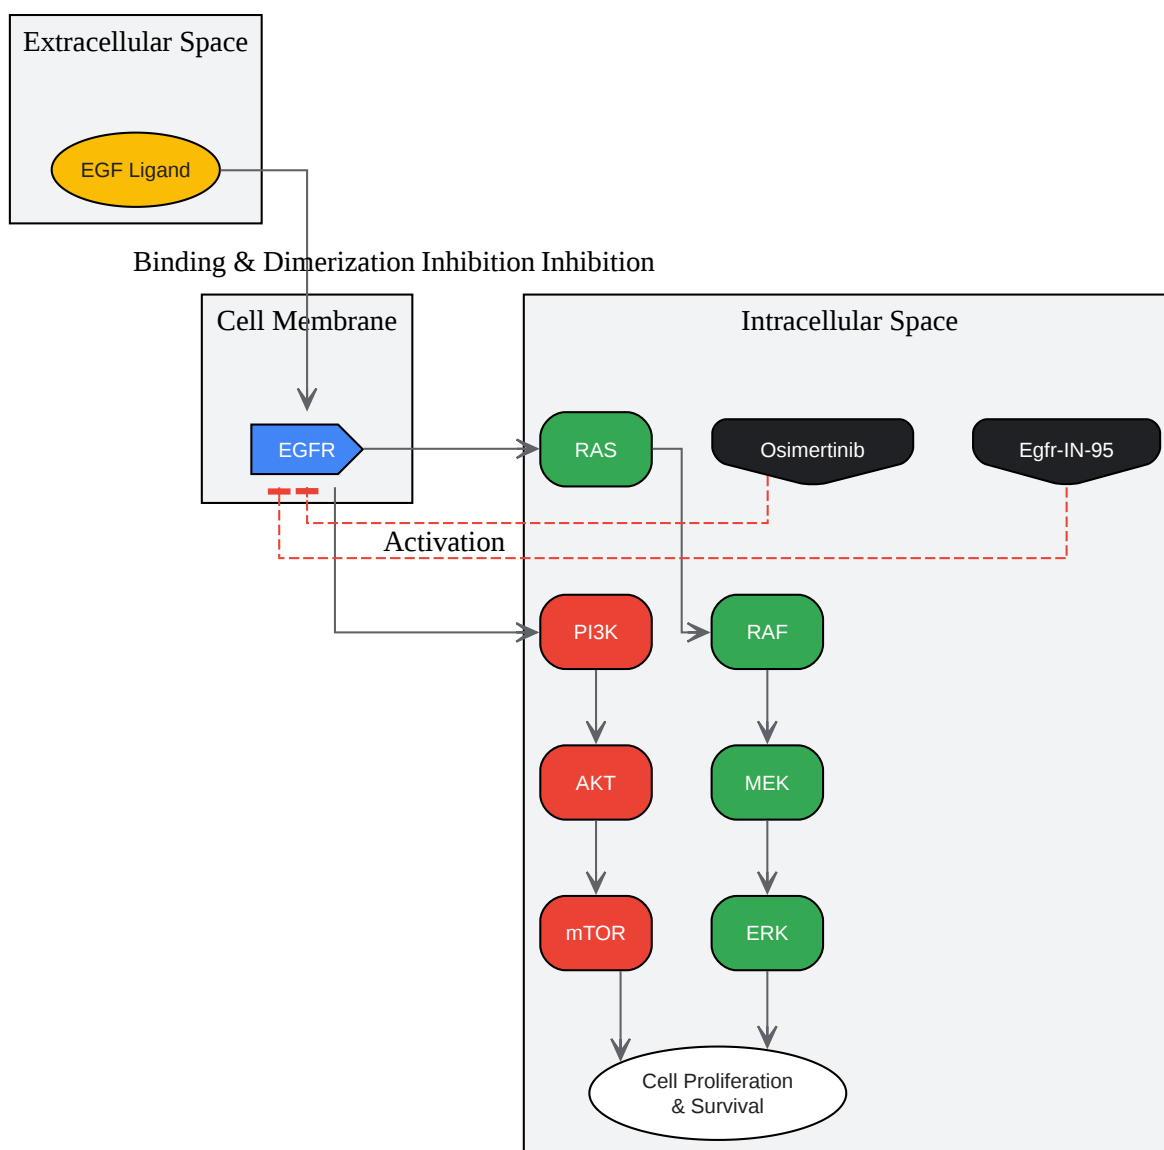 Extracellular Space
EGF Ligand
Binding & Dimerization Inhibition Inhibition
Cell Membrane
Intracellular Space
EGFR
RAS
Osimertinib
Egfr-IN-95
Activation
PI3K
RAF
AKT
MEK
mTOR
ERK
Cell Proliferation
& Survival